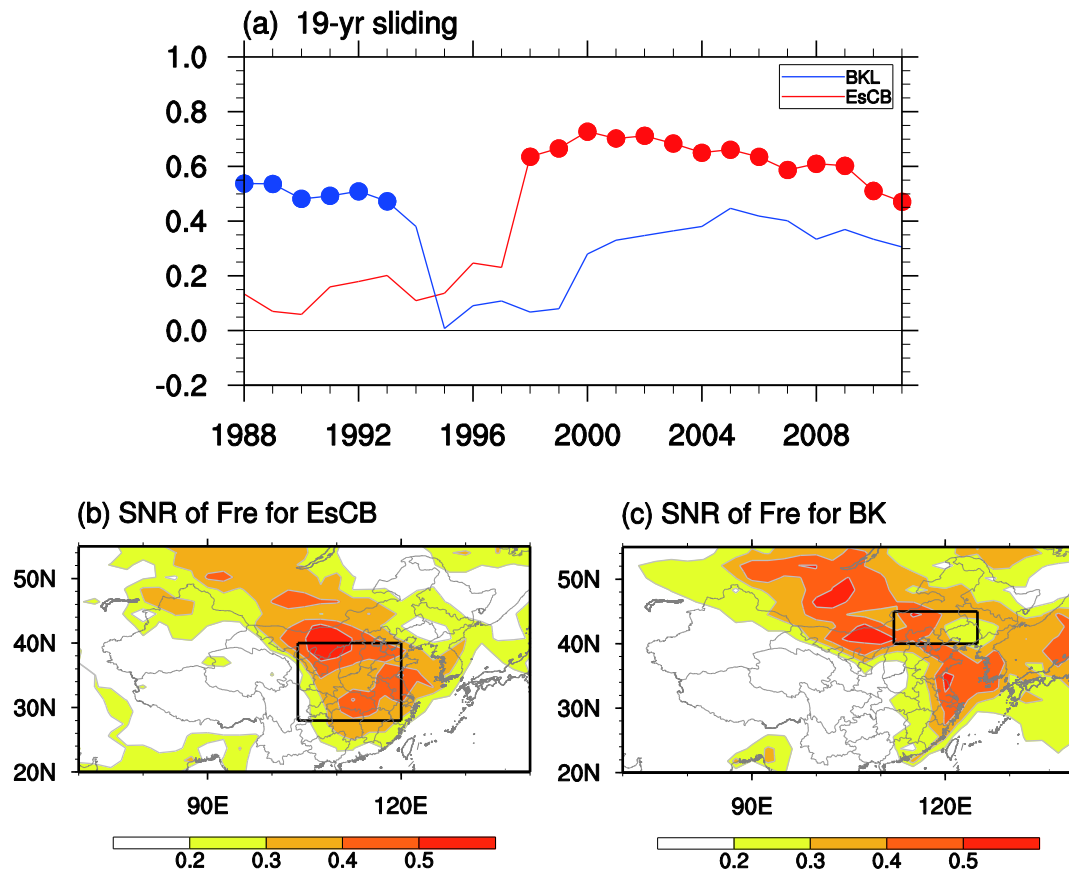 (a) 19-yr sliding
1.0
0.8
0.6
0.4
0.2
0.0
-0.2
BKL
EsCB
1988 1992 1996 2000 2004 2008
(b) SNR of Fre for EsCB
50N
40N
30N
20N
90E 120E
0.2 0.3 0.4 0.5
(c) SNR of Fre for BK
50N
40N
30N
20N
90E 120E
0.2 0.3 0.4 0.5